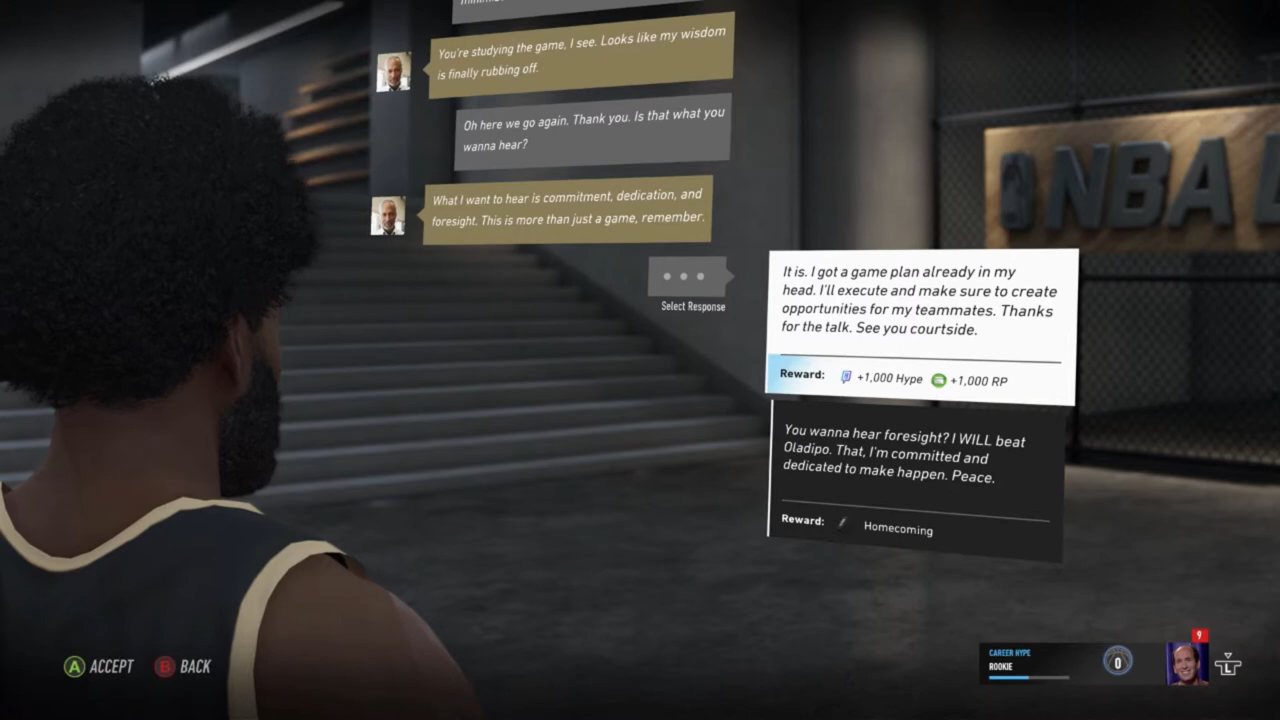 You're studying the game, I see. Looks like my wisdom
is finally rubbing off.
Oh here we go again. Thank you. Is that what you
wanna hear?
What I want to hear is commitment, dedication, and
foresight. This is more than just a game, remember.
Select Response
It is. I got a game plan already in my
head. I'll execute and make sure to create
opportunities for my teammates. Thanks
for the talk. See you courtside.
Reward: +1,000 Hype +1,000 RP
You wanna hear foresight? I WILL beat
Oladipo. That, I'm committed and
dedicated to make happen. Peace.
Reward: Homecoming
NBA
A ACCEPT B BACK
CAREER HYPE
ROOKIE
0
9
L